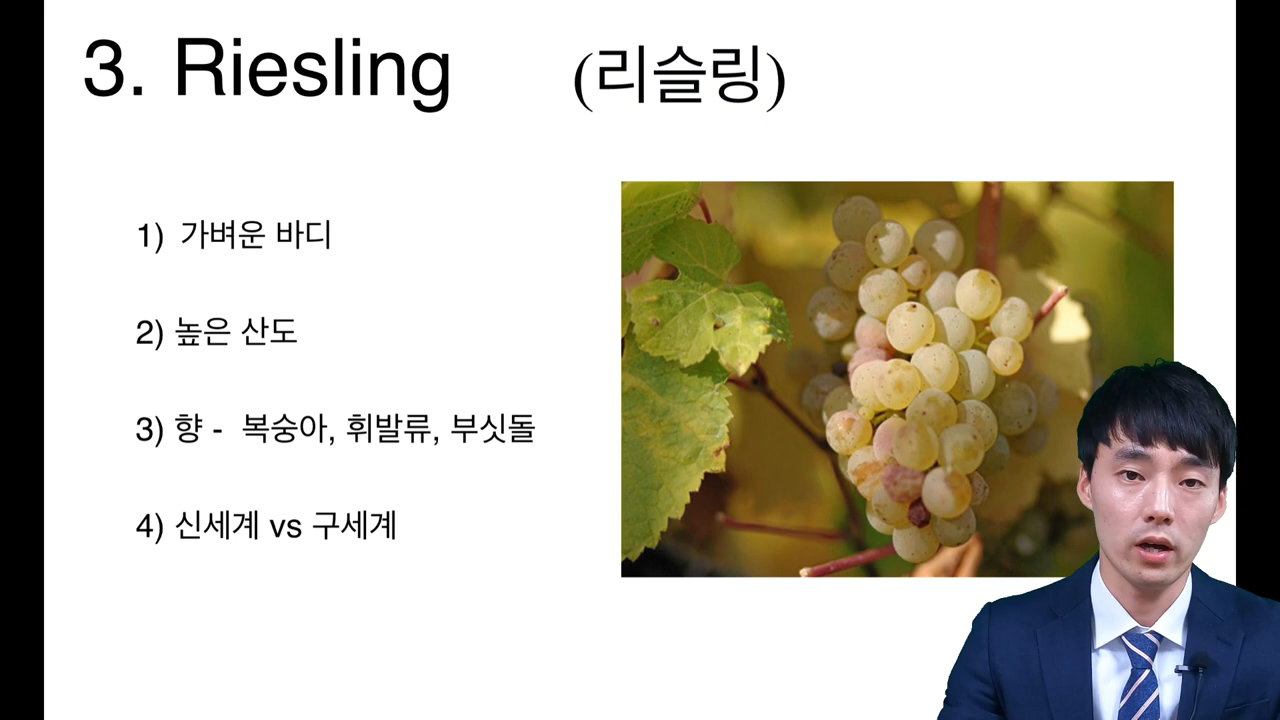 3. Riesling (리슬링)
1) 가벼운 바디
2) 높은 산도
3) 향 - 복숭아, 휘발류, 부싯돌
4) 신세계 vs 구세계